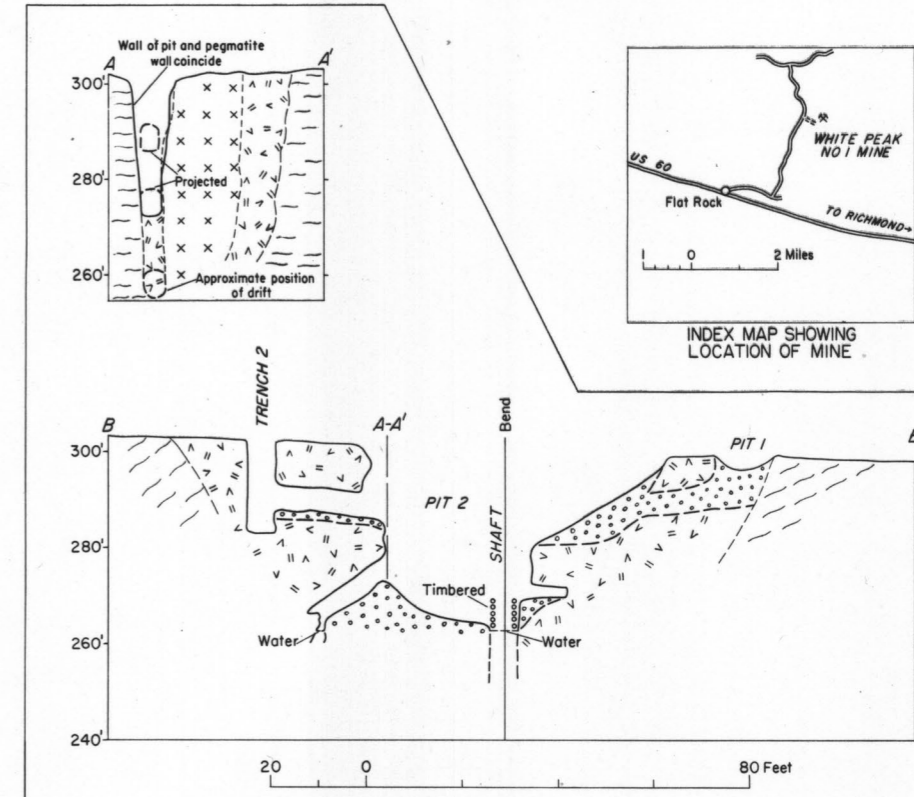 A
Wall of pit and pegmatite
wall coincide
A'
300'
280'
260'
Projected
Approximate position
of drift
US 60
Flat Rock
WHITE PEAK
NO 1 MINE
TO RICHMOND→
1 0 2 Miles
INDEX MAP SHOWING
LOCATION OF MINE
B
TRENCH 2
A-A'
PIT 2
SHAFT
Bend
PIT 1
300'
280'
260'
240'
Timbered
Water
Water
20 0 80 Feet